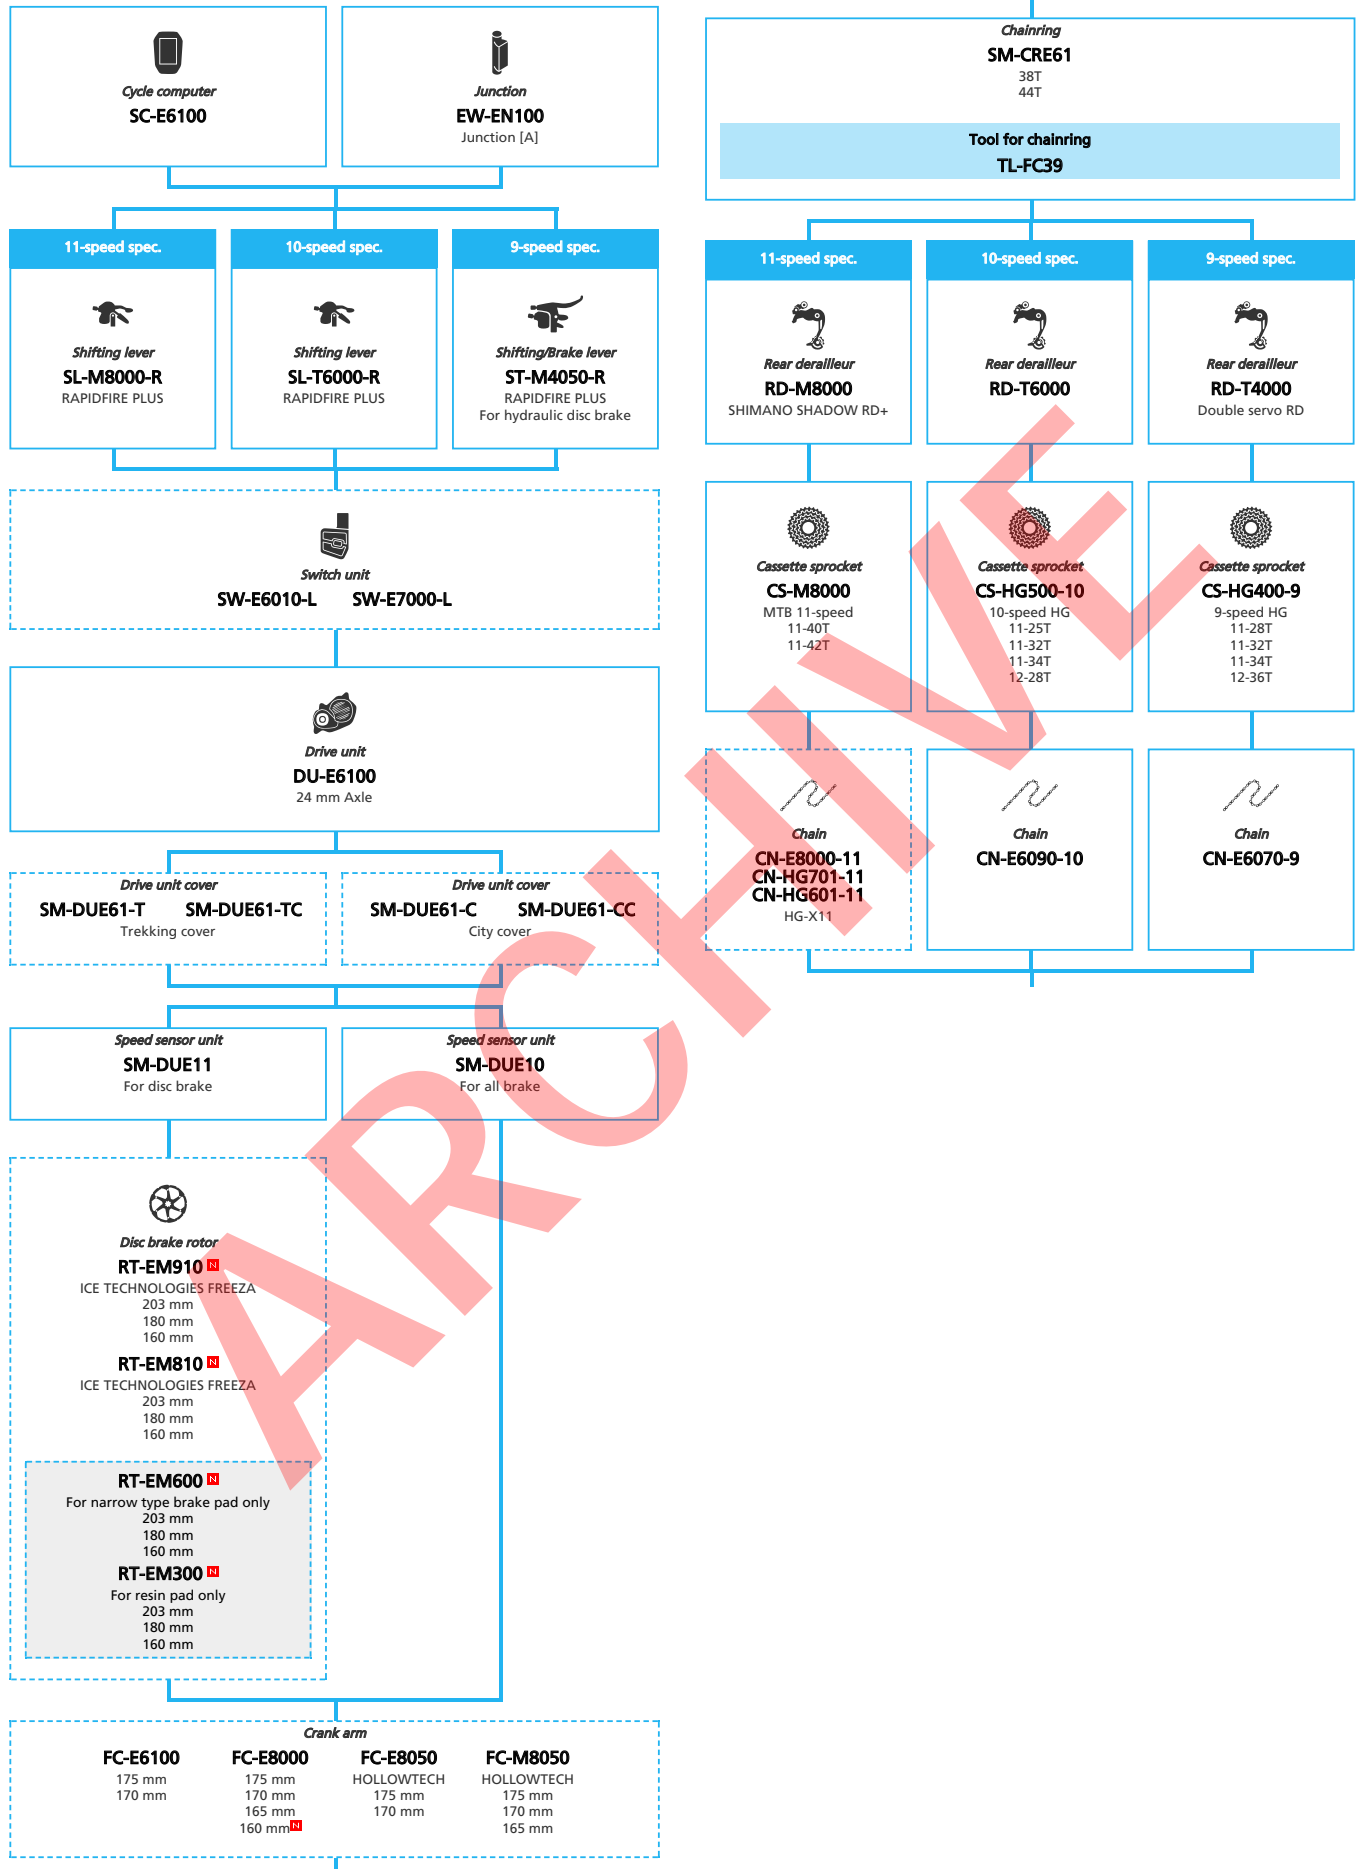 Cycle computer
SC-E6100
Junction
EW-EN100
Junction [A]
11-speed spec.
Shifting lever
SL-M8000-R
RAPIDFIRE PLUS
10-speed spec.
Shifting lever
SL-T6000-R
RAPIDFIRE PLUS
9-speed spec.
Shifting/Brake lever
ST-M4050-R
RAPIDFIRE PLUS
For hydraulic disc brake
Switch unit
SW-E6010-L SW-E7000-L
Drive unit
DU-E6100
24 mm Axle
Drive unit cover
SM-DUE61-T SM-DUE61-TC
Trekking cover
Drive unit cover
SM-DUE61-C SM-DUE61-CC
City cover
Speed sensor unit
SM-DUE11
For disc brake
Speed sensor unit
SM-DUE10
For all brake
Disc brake rotor
RT-EM910 N
ICE TECHNOLOGIES FREEZA
203 mm
180 mm
160 mm
RT-EM810 N
ICE TECHNOLOGIES FREEZA
203 mm
180 mm
160 mm
RT-EM600 N
For narrow type brake pad only
203 mm
180 mm
160 mm
RT-EM300 N
For resin pad only
203 mm
180 mm
160 mm
Crank arm
FC-E6100
175 mm
170 mm
FC-E8000
175 mm
170 mm
165 mm
160 mm N
FC-E8050
HOLLOWTECH
175 mm
170 mm
FC-M8050
HOLLOWTECH
175 mm
170 mm
165 mm
Chainring
SM-CRE61
38T
44T
Tool for chainring
TL-FC39
11-speed spec.
Rear derailleur
RD-M8000
SHIMANO SHADOW RD+
10-speed spec.
Rear derailleur
RD-T6000
9-speed spec.
Rear derailleur
RD-T4000
Double servo RD
Cassette sprocket
CS-M8000
MTB 11-speed
11-40T
11-42T
Cassette sprocket
CS-HG500-10
10-speed HG
11-25T
11-32T
11-34T
12-28T
Cassette sprocket
CS-HG400-9
9-speed HG
11-28T
11-32T
11-34T
12-36T
Chain
CN-E8000-11
CN-HG701-11
CN-HG601-11
HG-X11
Chain
CN-E6090-10
Chain
CN-E6070-9
ARCHIVE